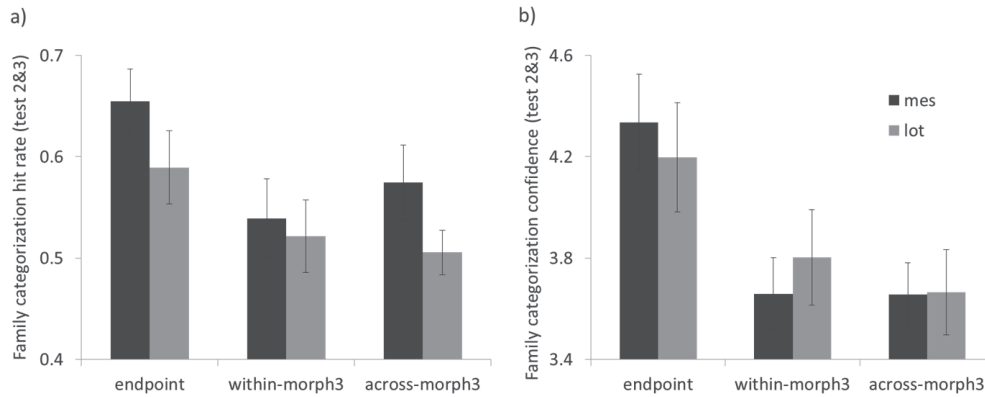 a)
Family categorization hit rate (test 2&3)
0.7
0.6
0.5
0.4
endpoint within-morph3 across-morph3
b)
Family categorization confidence (test 2&3)
4.6
4.2
3.8
3.4
mes
lot
endpoint within-morph3 across-morph3